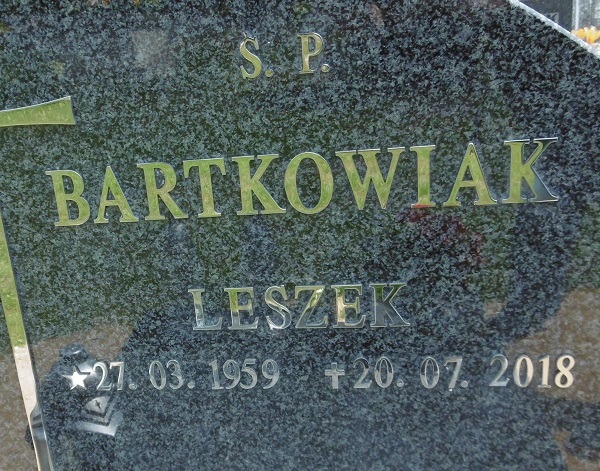 Ś. P.
BARTKOWIAK
LESZEK
★27. 03. 1959 ✝20. 07. 2018